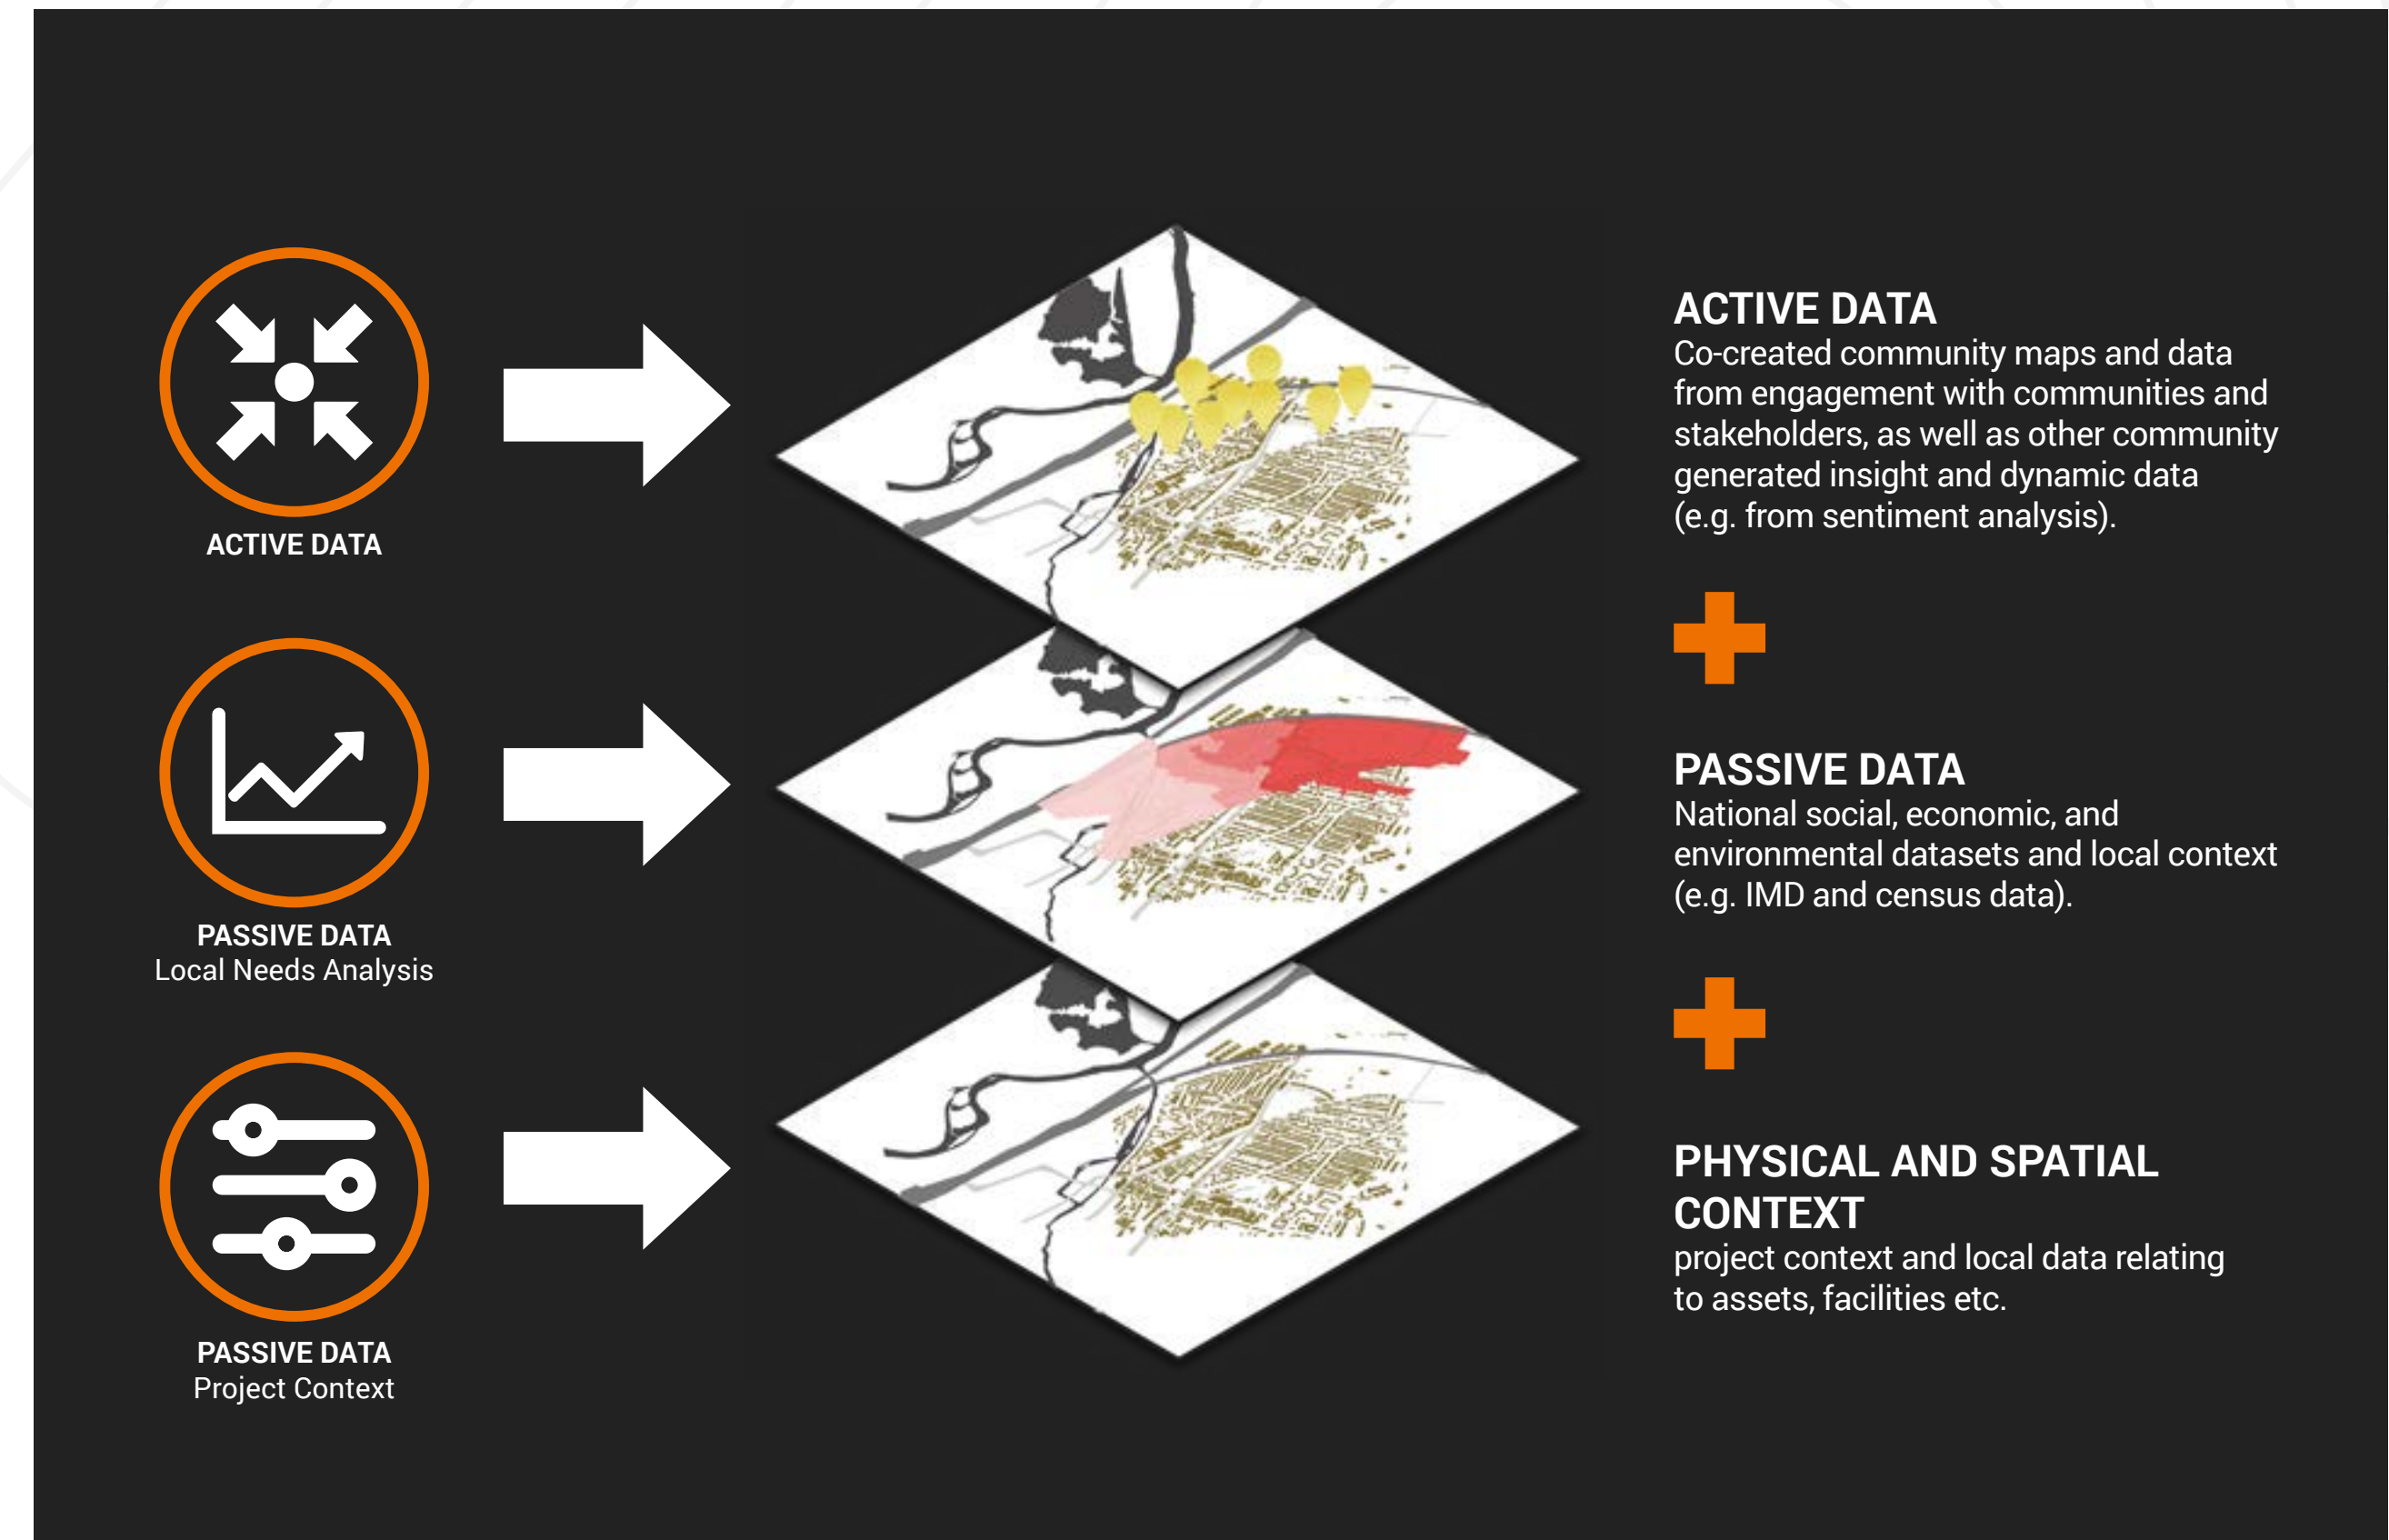 ACTIVE DATA
PASSIVE DATA
Local Needs Analysis
PASSIVE DATA
Project Context
ACTIVE DATA
Co-created community maps and data
from engagement with communities and
stakeholders, as well as other community
generated insight and dynamic data
(e.g. from sentiment analysis).
PASSIVE DATA
National social, economic, and
environmental datasets and local context
(e.g. IMD and census data).
PHYSICAL AND SPATIAL
CONTEXT
project context and local data relating
to assets, facilities etc.